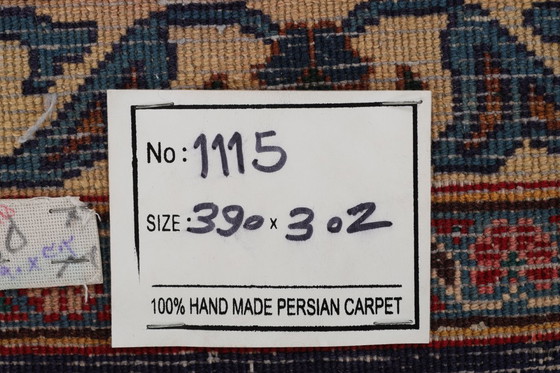 No: 1115
SIZE: 390 x 302
100% HAND MADE PERSIAN CARPET